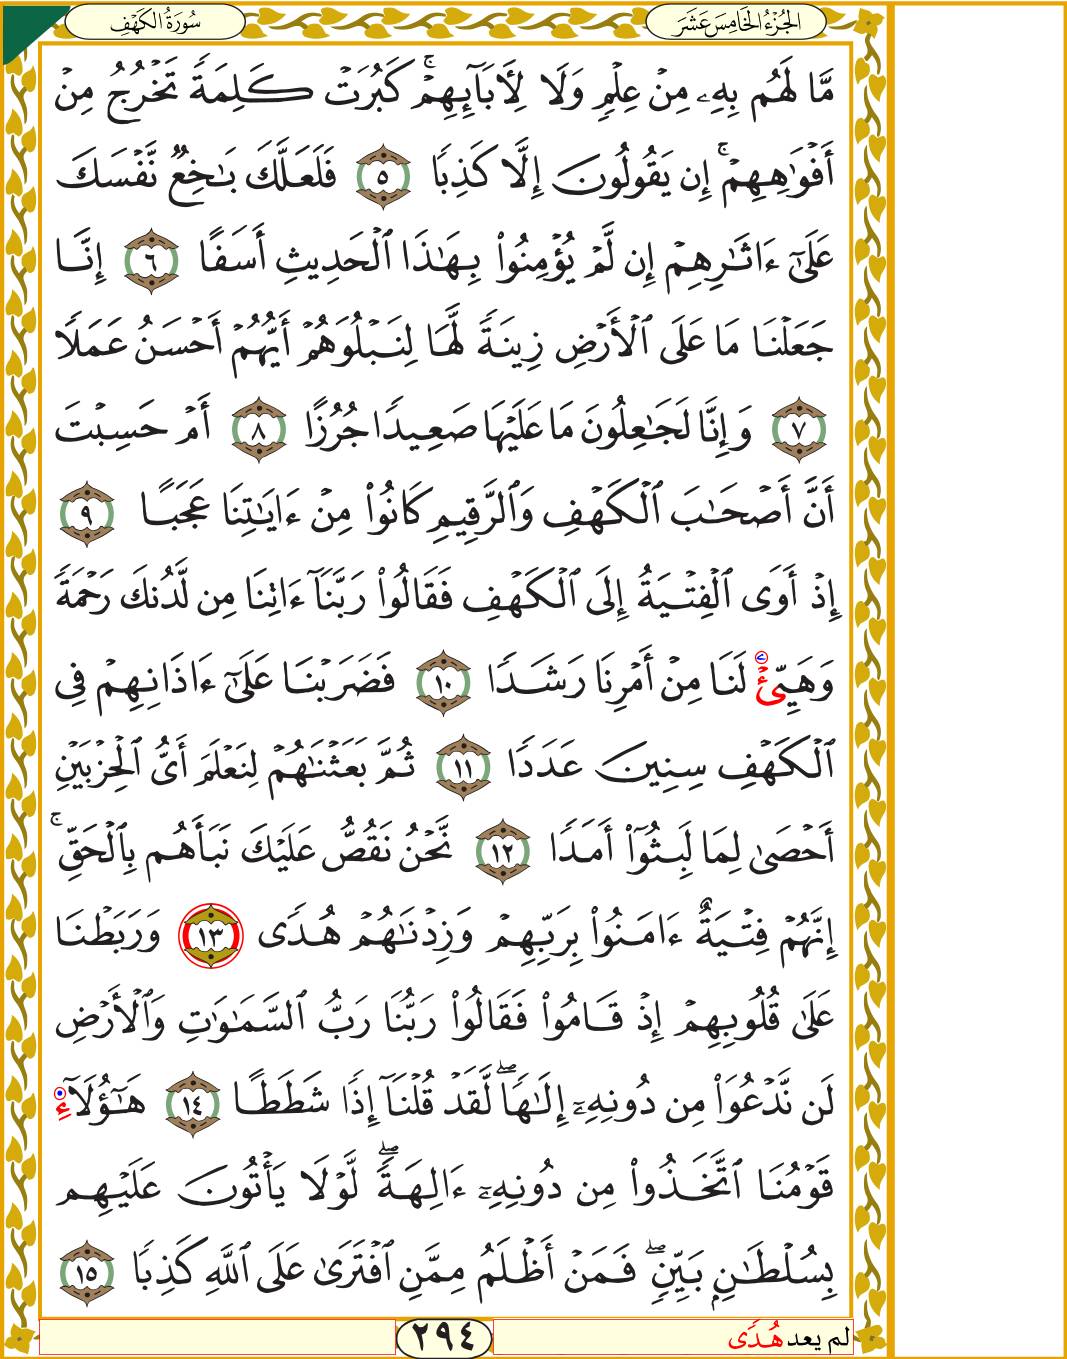 سُورَةُ الكَهْفِ
الجُزْءُ الخَامِسَ عَشَرَ
مَّا لَهُم بِهِۦ مِنْ عِلْمٍ وَلَا لِأَبَآئِهِمْ ۚ كَبُرَتْ كَلِمَةً تَخْرُجُ مِنْ
أَفْوَٰهِهِمْ ۚ إِن يَقُولُونَ إِلَّا كَذِبًا ٥ فَلَعَلَّكَ بَٰخِعٌ نَّفْسَكَ
عَلَىٰٓ ءَاثَٰرِهِمْ إِن لَّمْ يُؤْمِنُوا۟ بِهَٰذَا ٱلْحَدِيثِ أَسَفًا ٦ إِنَّا
جَعَلْنَا مَا عَلَى ٱلْأَرْضِ زِينَةً لَّهَا لِنَبْلُوَهُمْ أَيُّهُمْ أَحْسَنُ عَمَلًا
٧ وَإِنَّا لَجَٰعِلُونَ مَا عَلَيْهَا صَعِيدًا جُرُزًا ٨ أَمْ حَسِبْتَ
أَنَّ أَصْحَٰبَ ٱلْكَهْفِ وَٱلرَّقِيمِ كَانُوا۟ مِنْ ءَايَٰتِنَا عَجَبًا ٩
إِذْ أَوَى ٱلْفِتْيَةُ إِلَى ٱلْكَهْفِ فَقَالُوا۟ رَبَّنَآ ءَاتِنَا مِن لَّدُنكَ رَحْمَةً
وَهَيِّئْ لَنَا مِنْ أَمْرِنَا رَشَدًا ١٠ فَضَرَبْنَا عَلَىٰٓ ءَاذَانِهِمْ فِى
ٱلْكَهْفِ سِنِينَ عَدَدًا ١١ ثُمَّ بَعَثْنَٰهُمْ لِنَعْلَمَ أَىُّ ٱلْحِزْبَيْنِ
أَحْصَىٰ لِمَا لَبِثُوٓا۟ أَمَدًا ١٢ نَّحْنُ نَقُصُّ عَلَيْكَ نَبَأَهُم بِٱلْحَقِّ ۚ
إِنَّهُمْ فِتْيَةٌ ءَامَنُوا۟ بِرَبِّهِمْ وَزِدْنَٰهُمْ هُدًى ١٣ وَرَبَطْنَا
عَلَىٰ قُلُوبِهِمْ إِذْ قَامُوا۟ فَقَالُوا۟ رَبُّنَا رَبُّ ٱلسَّمَٰوَٰتِ وَٱلْأَرْضِ
لَن نَّدْعُوَا۟ مِن دُونِهِۦٓ إِلَٰهًا ۖ لَّقَدْ قُلْنَآ إِذًا شَطَطًا ١٤ هَٰٓؤُلَآءِ
قَوْمُنَا ٱتَّخَذُوا۟ مِن دُونِهِۦٓ ءَالِهَةً ۖ لَّوْلَا يَأْتُونَ عَلَيْهِم
بِسُلْطَٰنٍۭ بَيِّنٍ ۖ فَمَنْ أَظْلَمُ مِمَّنِ ٱفْتَرَىٰ عَلَى ٱللَّهِ كَذِبًا ١٥
لم يعد هُدًى
٢٩٤